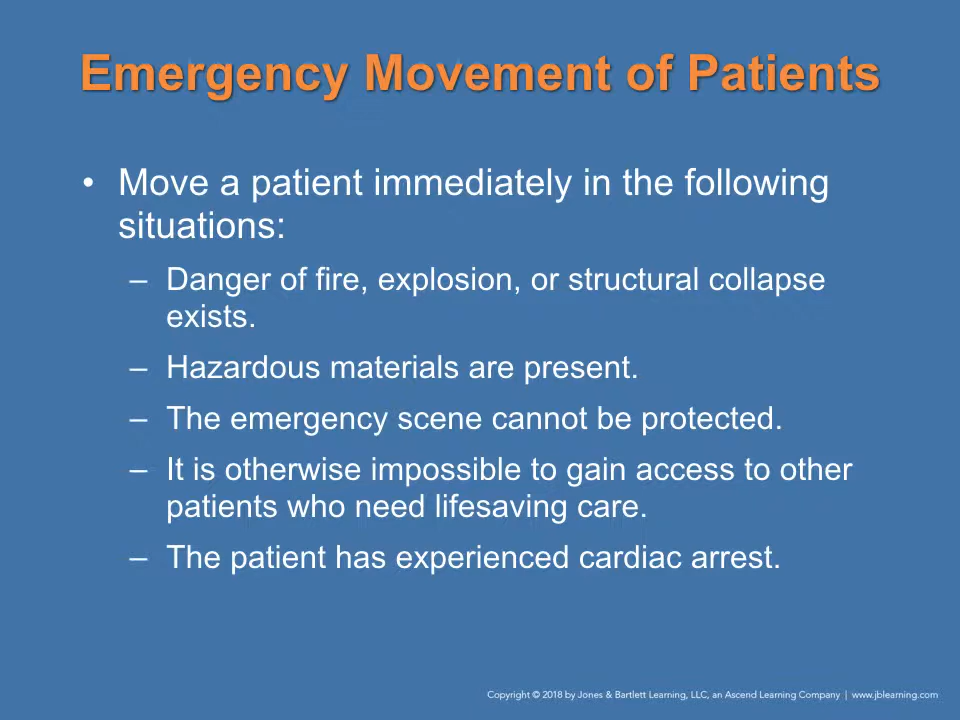 Emergency Movement of Patients
• Move a patient immediately in the following
situations:
– Danger of fire, explosion, or structural collapse
exists.
– Hazardous materials are present.
– The emergency scene cannot be protected.
– It is otherwise impossible to gain access to other
patients who need lifesaving care.
– The patient has experienced cardiac arrest.
Copyright © 2018 by Jones & Bartlett Learning, LLC, an Ascend Learning Company | www.jblearning.com